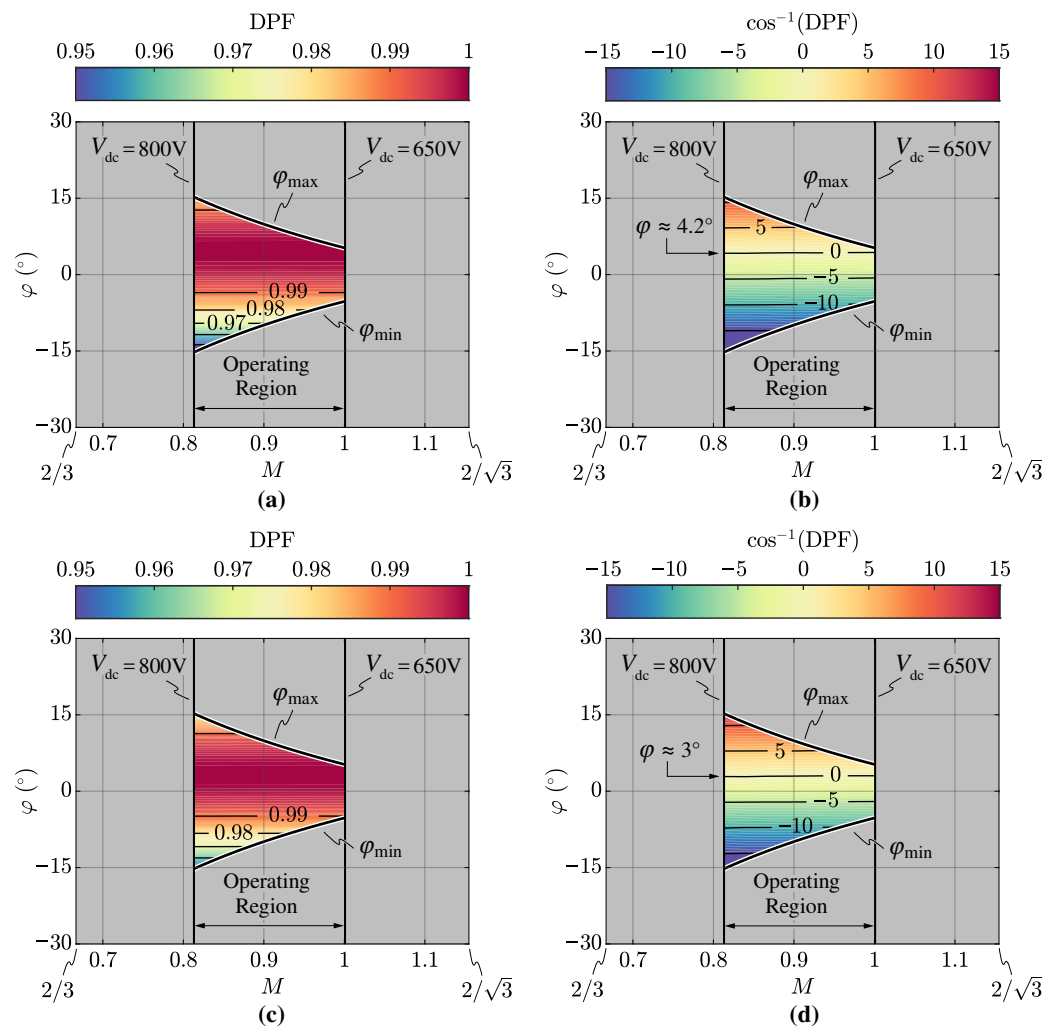 DPF
0.95 0.96 0.97 0.98 0.99 1
30
15
0
−15
−30
φ (°)
V_dc = 800V
V_dc = 650V
φ_max
0.99
0.98
0.97
φ_min
Operating
Region
0.7 0.8 0.9 1 1.1
2/3
M
2/√3
(a)
cos⁻¹(DPF)
−15 −10 −5 0 5 10 15
30
15
0
−15
−30
φ (°)
V_dc = 800V
V_dc = 650V
φ_max
φ ≈ 4.2°
5
0
−5
−10
φ_min
Operating
Region
0.7 0.8 0.9 1 1.1
2/3
M
2/√3
(b)
DPF
0.95 0.96 0.97 0.98 0.99 1
30
15
0
−15
−30
φ (°)
V_dc = 800V
V_dc = 650V
φ_max
0.99
0.98
φ_min
Operating
Region
0.7 0.8 0.9 1 1.1
2/3
M
2/√3
(c)
cos⁻¹(DPF)
−15 −10 −5 0 5 10 15
30
15
0
−15
−30
φ (°)
V_dc = 800V
V_dc = 650V
φ_max
φ ≈ 3°
5
0
−5
−10
φ_min
Operating
Region
0.7 0.8 0.9 1 1.1
2/3
M
2/√3
(d)